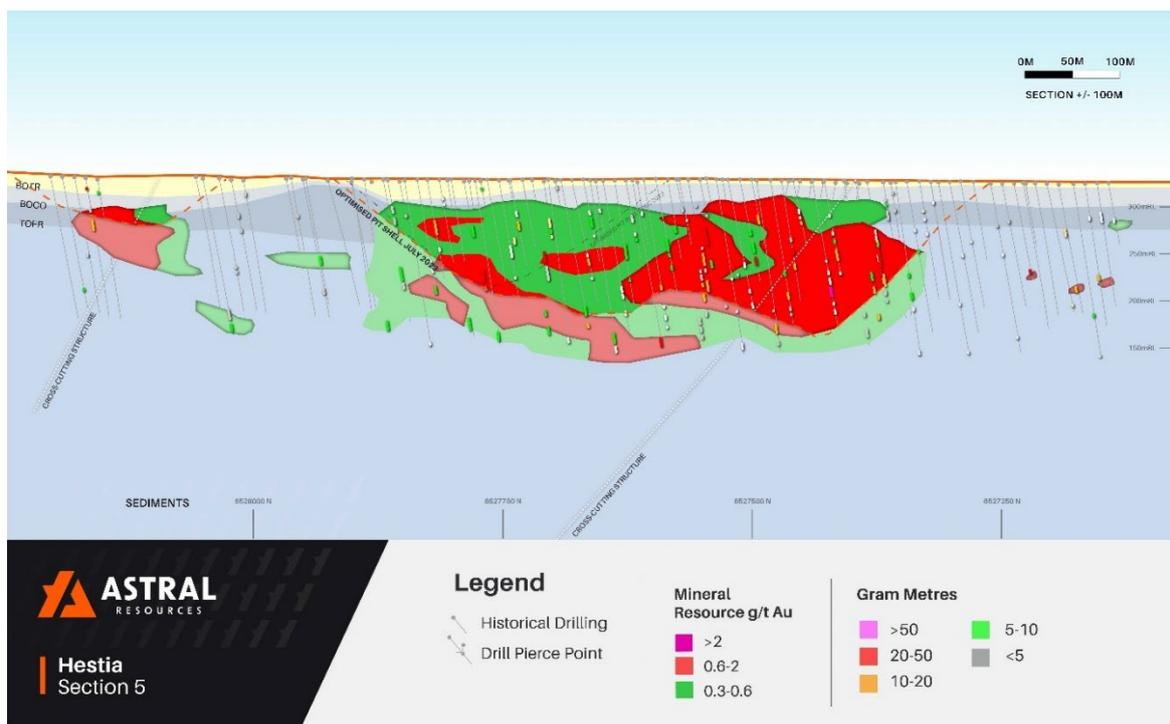 0M 50M 100M
SECTION +/- 100M
BOCO
OPTIMISED PIT SHELL JULY
300mRL
250mRL
200mRL
150mRL
CROSS-CUTTING STRUCTURE
CROSS-CUTTING STRUCTURE
SEDIMENTS
6528000 N
6527750 N
6527500 N
6527250 N
ASTRAL
RESOURCES
Hestia
Section 5
Legend
Historical Drilling
Drill Pierce Point
Mineral
Resource g/t Au
>2
0.6-2
0.3-0.6
Gram Metres
>50
20-50
10-20
5-10
<5